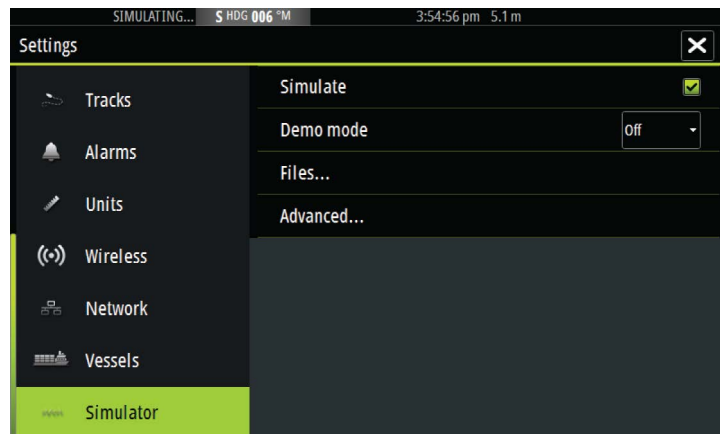 SIMULATING... S HDG 006 °M 3:54:56 pm 5.1 m
Settings
Tracks
Alarms
Units
Wireless
Network
Vessels
Simulator
Simulate
Demo mode Off
Files...
Advanced...